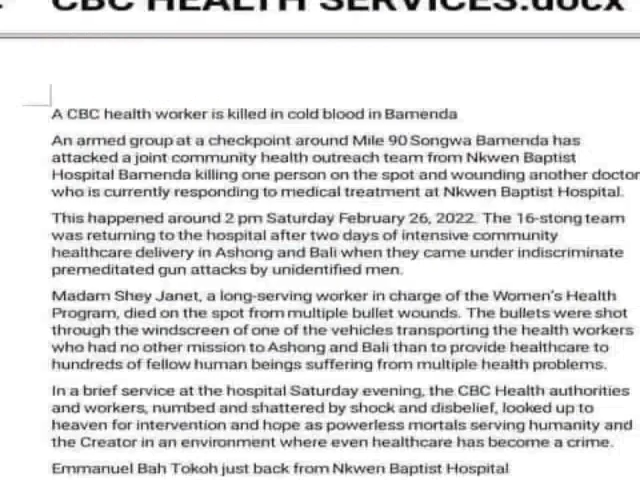 CBC HEALTH SERVICES.docx
A CBC health worker is killed in cold blood in Bamenda
An armed group at a checkpoint around Mile 90 Songwa Bamenda has
attacked a joint community health outreach team from Nkwen Baptist
Hospital Bamenda killing one person on the spot and wounding another doctor
who is currently responding to medical treatment at Nkwen Baptist Hospital.
This happened around 2 pm Saturday February 26, 2022. The 16-stong team
was returning to the hospital after two days of intensive community
healthcare delivery in Ashong and Bali when they came under indiscriminate
premeditated gun attacks by unidentified men.
Madam Shey Janet, a long-serving worker in charge of the Women's Health
Program, died on the spot from multiple bullet wounds. The bullets were shot
through the windscreen of one of the vehicles transporting the health workers
who had no other mission to Ashong and Bali than to provide healthcare to
hundreds of fellow human beings suffering from multiple health problems.
In a brief service at the hospital Saturday evening, the CBC Health authorities
and workers, numbed and shattered by shock and disbelief, looked up to
heaven for intervention and hope as powerless mortals serving humanity and
the Creator in an environment where even healthcare has become a crime.
Emmanuel Bah Tokoh just back from Nkwen Baptist Hospital